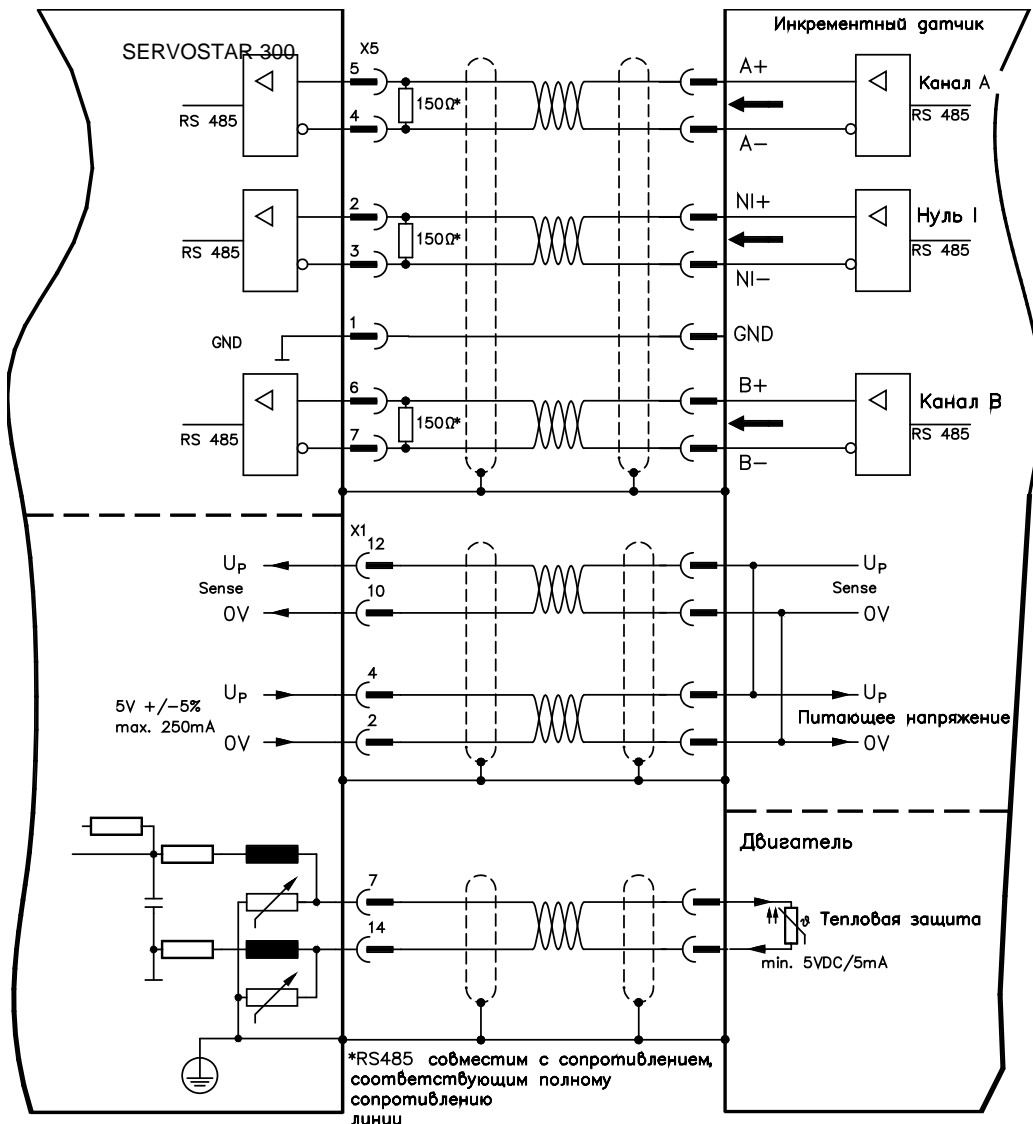 Инкрементный датчик
SERVOSTAR 300
X5
5
A+
Канал A
150Ω*
RS 485
RS 485
4
A−
2
NI+
Нуль I
150Ω*
RS 485
RS 485
3
NI−
1
GND
GND
6
B+
Канал B
150Ω*
RS 485
RS 485
7
B−
X1
12
UP
UP
Sense
Sense
10
0V
0V
4
UP
UP
5V +/−5%
max. 250mA
Питающее напряжение
2
0V
0V
Двигатель
7
ϑ Тепловая защита
14
min. 5VDC/5mA
*RS485 совместим с сопротивлением,
соответствующим полному
сопротивлению
линии